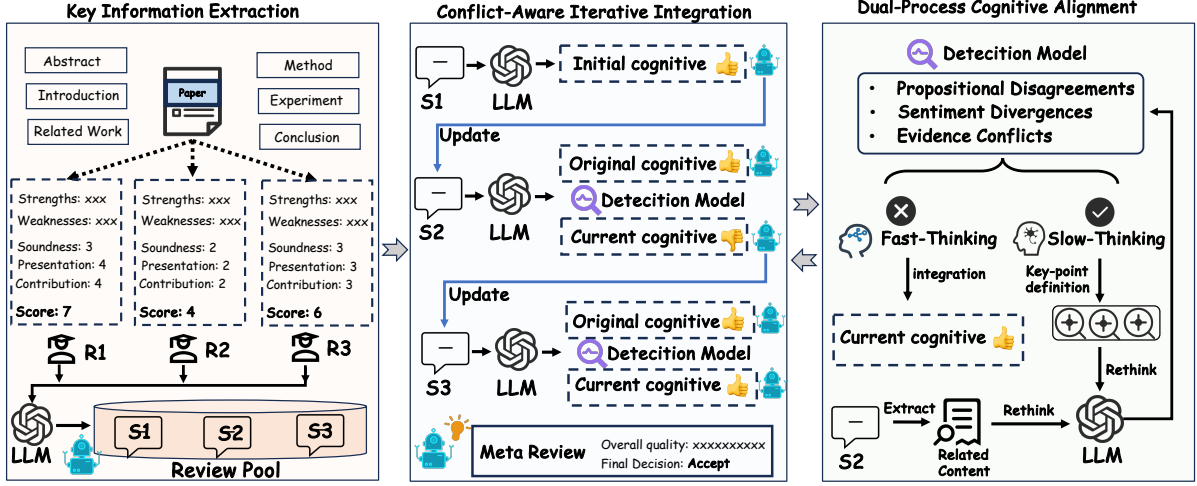 Key Information Extraction
Abstract
Introduction
Related Work
Paper
Method
Experiment
Conclusion
Strengths: xxx
Weaknesses: xxx
Soundness: 3
Presentation: 4
Contribution: 4
Score: 7
Strengths: xxx
Weaknesses: xxx
Soundness: 2
Presentation: 2
Contribution: 2
Score: 4
Strengths: xxx
Weaknesses: xxx
Soundness: 3
Presentation: 3
Contribution: 3
Score: 6
R1
R2
R3
LLM
S1
S2
S3
Review Pool
Conflict-Aware Iterative Integration
S1
LLM
Initial cognitive
Update
S2
LLM
Original cognitive
Detecition Model
Current cognitive
Update
S3
LLM
Original cognitive
Detecition Model
Current cognitive
Meta Review
Overall quality: xxxxxxxxxx
Final Decision: Accept
Dual-Process Cognitive Alignment
Detecition Model
• Propositional Disagreements
• Sentiment Divergences
• Evidence Conflicts
Fast-Thinking
integration
Current cognitive
Slow-Thinking
Key-point
definition
Rethink
S2
Extract
Related
Content
Rethink
LLM